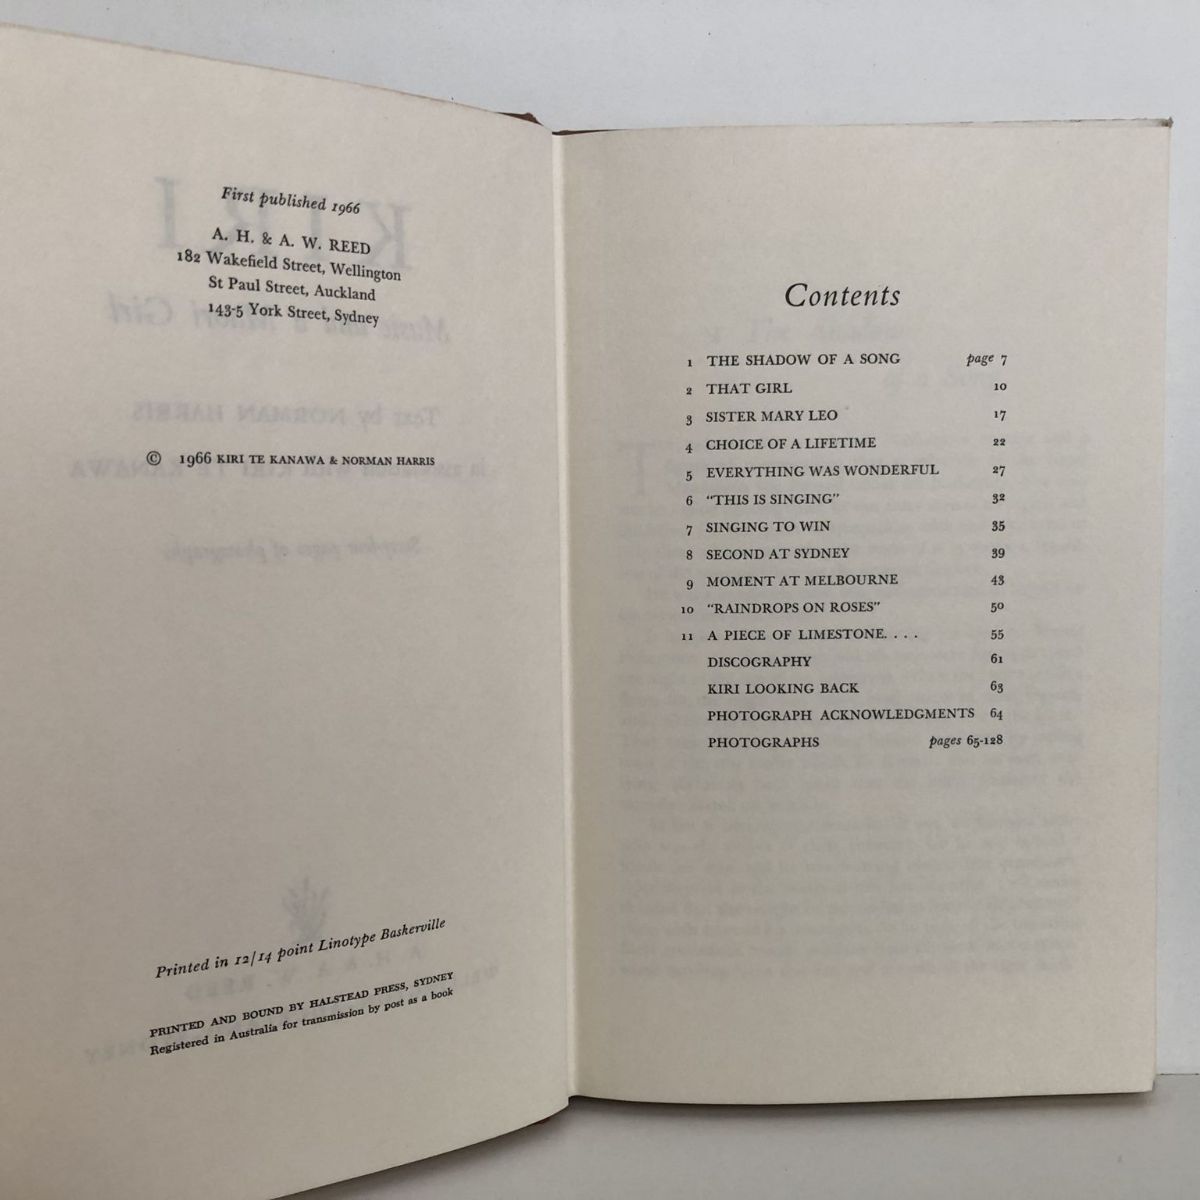 First published 1966
A. H. & A. W. REED
182 Wakefield Street, Wellington
St Paul Street, Auckland
143-5 York Street, Sydney
© 1966 KIRI TE KANAWA & NORMAN HARRIS
Printed in 12/14 point Linotype Baskerville
PRINTED AND BOUND BY HALSTEAD PRESS, SYDNEY
Registered in Australia for transmission by post as a book
Contents
1 THE SHADOW OF A SONG page 7
2 THAT GIRL 10
3 SISTER MARY LEO 17
4 CHOICE OF A LIFETIME 22
5 EVERYTHING WAS WONDERFUL 27
6 "THIS IS SINGING" 32
7 SINGING TO WIN 35
8 SECOND AT SYDNEY 39
9 MOMENT AT MELBOURNE 43
10 "RAINDROPS ON ROSES" 50
11 A PIECE OF LIMESTONE. . . . 55
DISCOGRAPHY 61
KIRI LOOKING BACK 63
PHOTOGRAPH ACKNOWLEDGMENTS 64
PHOTOGRAPHS pages 65-128